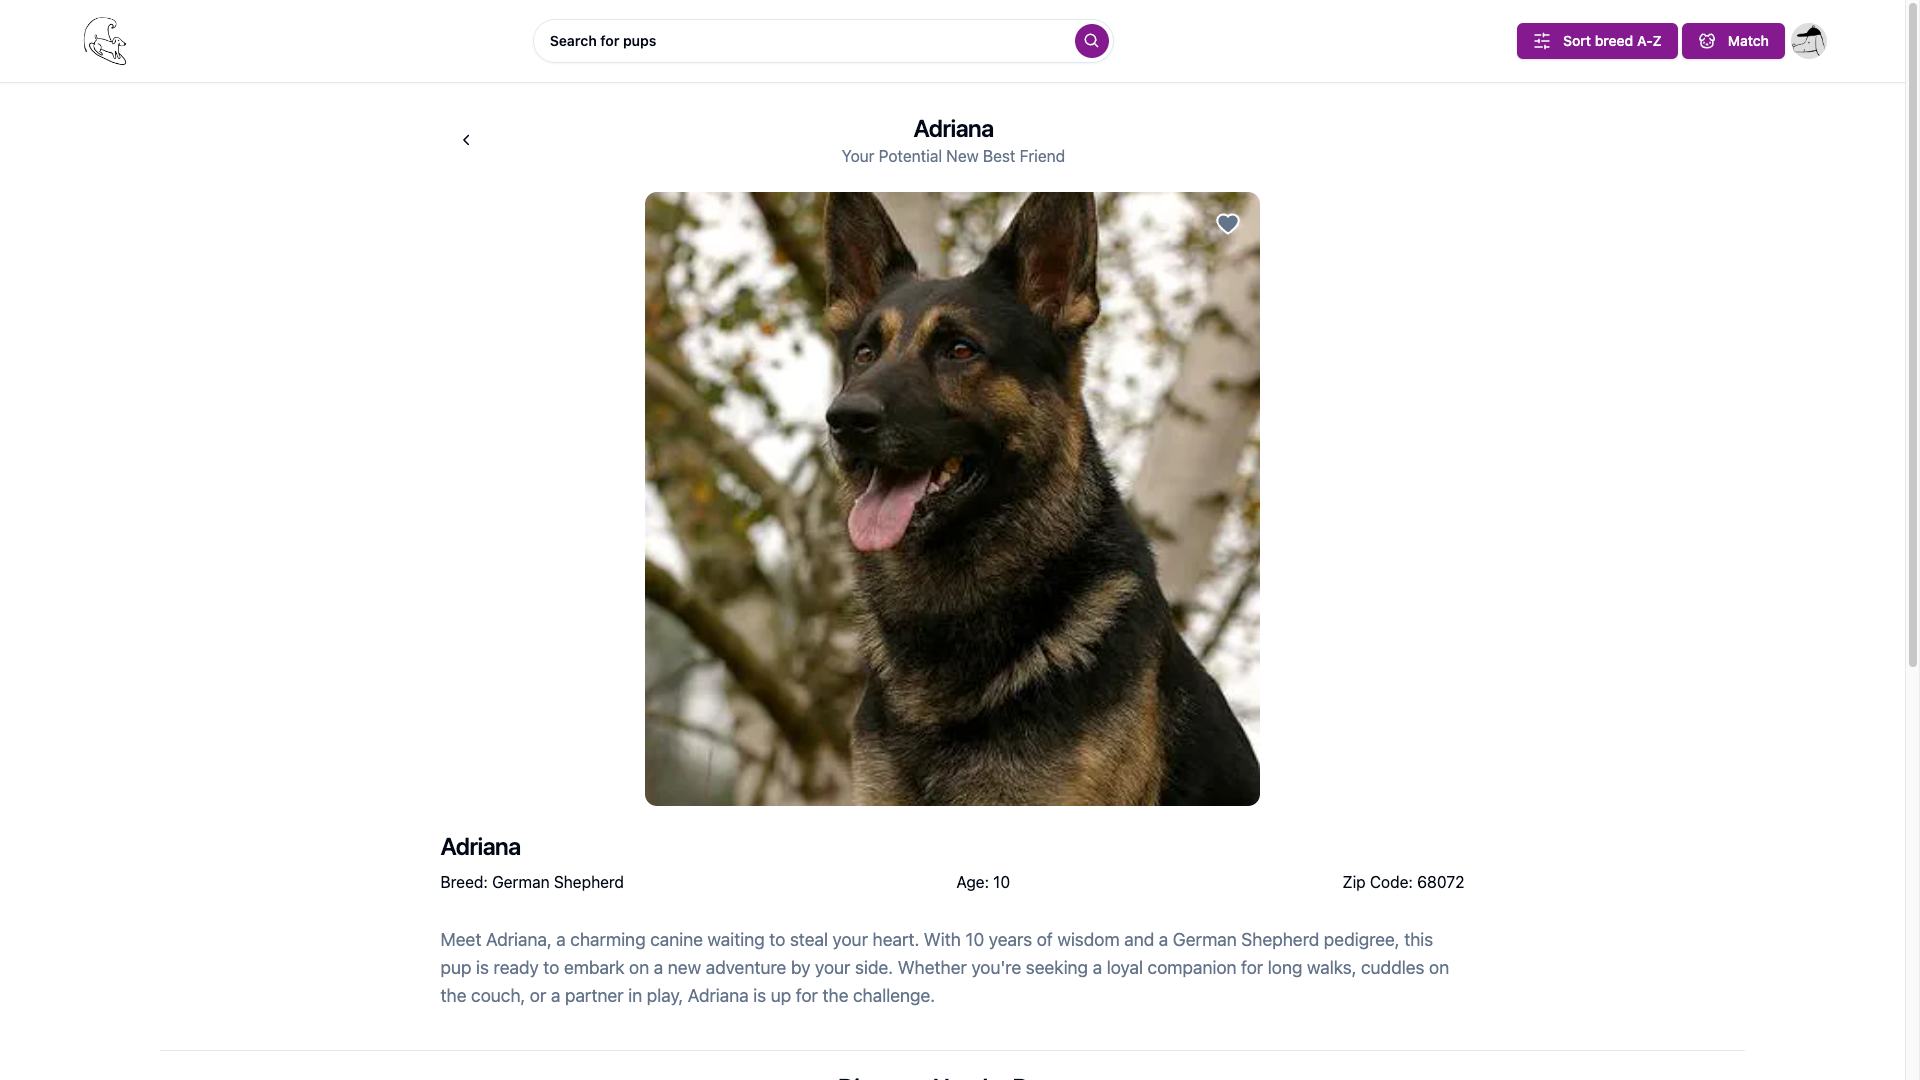 Search for pups
Sort breed A-Z
Match
Adriana
Your Potential New Best Friend
Adriana
Breed: German Shepherd
Age: 10
Zip Code: 68072
Meet Adriana, a charming canine waiting to steal your heart. With 10 years of wisdom and a German Shepherd pedigree, this
pup is ready to embark on a new adventure by your side. Whether you're seeking a loyal companion for long walks, cuddles on
the couch, or a partner in play, Adriana is up for the challenge.